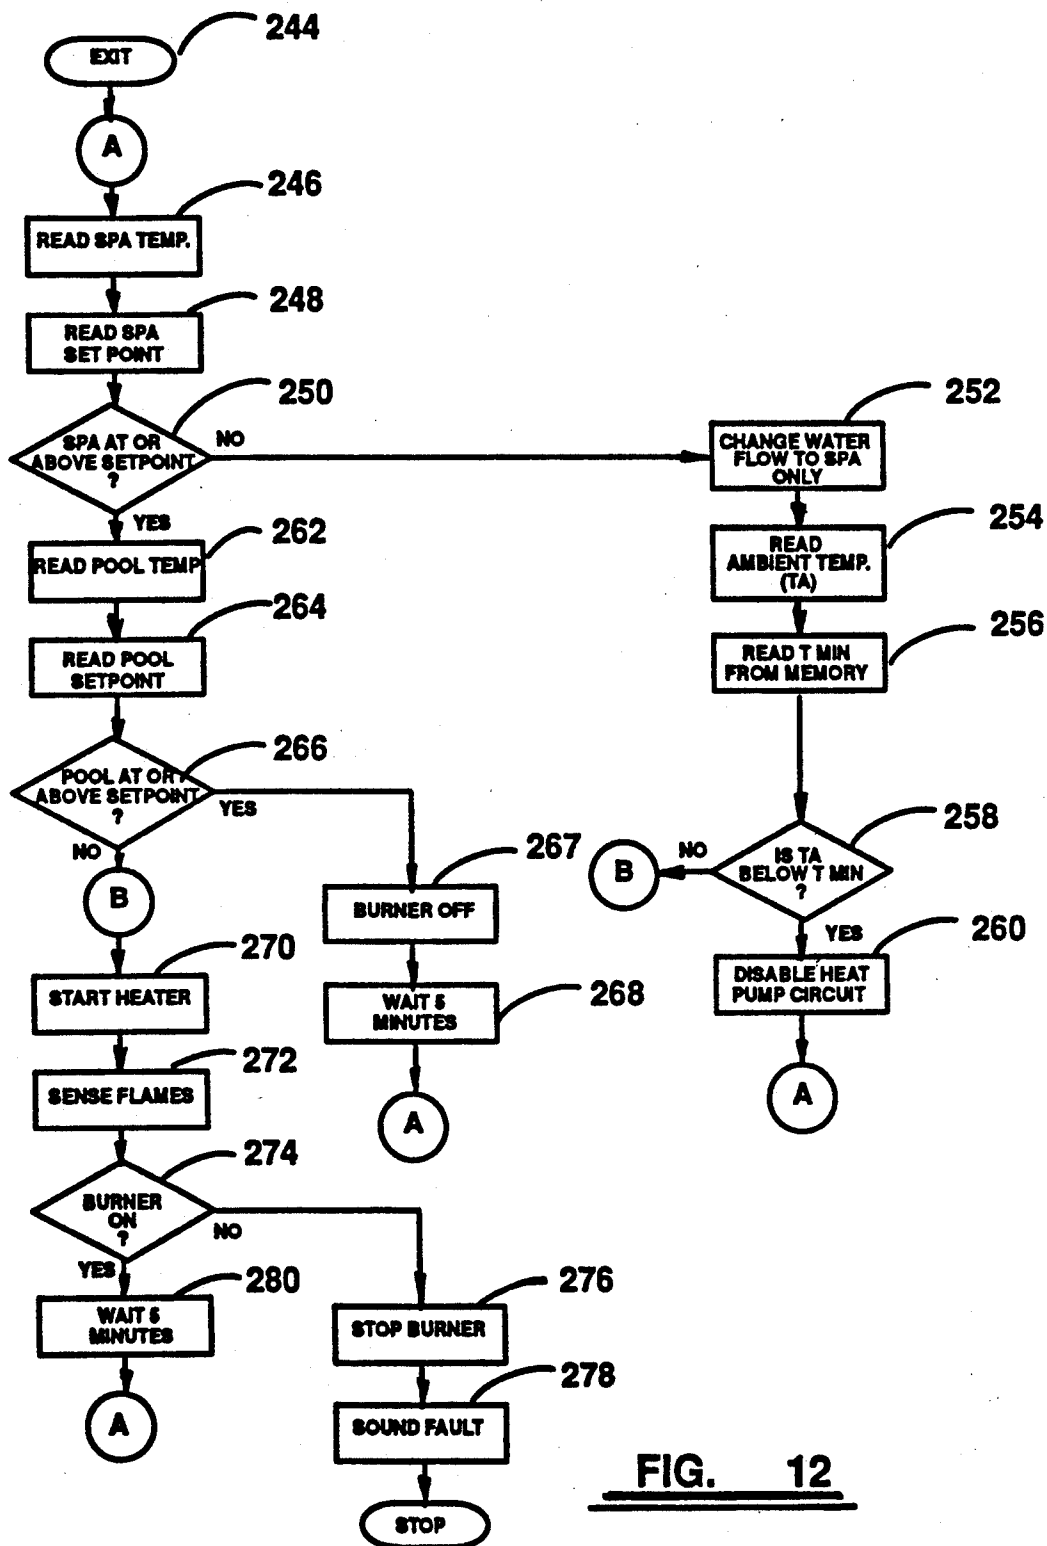 244
EXIT
A
246
READ SPA TEMP.
248
READ SPA
SET POINT
250
SPA AT OR
ABOVE SETPOINT
?
NO
YES
252
CHANGE WATER
FLOW TO SPA
ONLY
254
READ
AMBIENT TEMP.
(TA)
256
READ T MIN
FROM MEMORY
258
IS TA
BELOW T MIN
?
NO
B
YES
260
DISABLE HEAT
PUMP CIRCUIT
A
262
READ POOL TEMP
264
READ POOL
SETPOINT
266
POOL AT OR
ABOVE SETPOINT
?
YES
NO
B
267
BURNER OFF
268
WAIT 5
MINUTES
A
270
START HEATER
272
SENSE FLAMES
274
BURNER
ON
?
NO
YES
280
WAIT 5
MINUTES
A
276
STOP BURNER
278
SOUND FAULT
STOP
FIG. 12